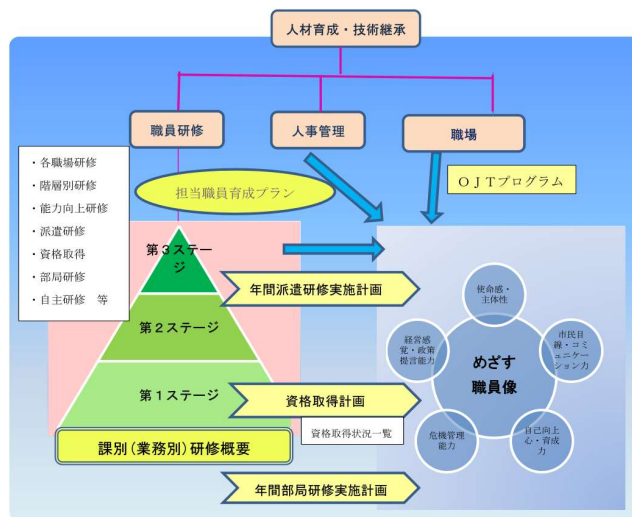 人材育成・技術継承
職員研修
人事管理
職場
・各職場研修
・階層別研修
・能力向上研修
・派遣研修
・資格取得
・部局研修
・自主研修　等
担当職員育成プラン
ＯＪＴプログラム
第３ステー
ジ
第２ステージ
第１ステージ
課別（業務別）研修概要
年間派遣研修実施計画
資格取得計画
資格取得状況一覧
年間部局研修実施計画
使命感・
主体性
経営感
覚・政策
提言能力
市民目
線・コミ
ュニケー
ション力
めざす
職員像
危機管理
能力
自己向上
心・育成
力